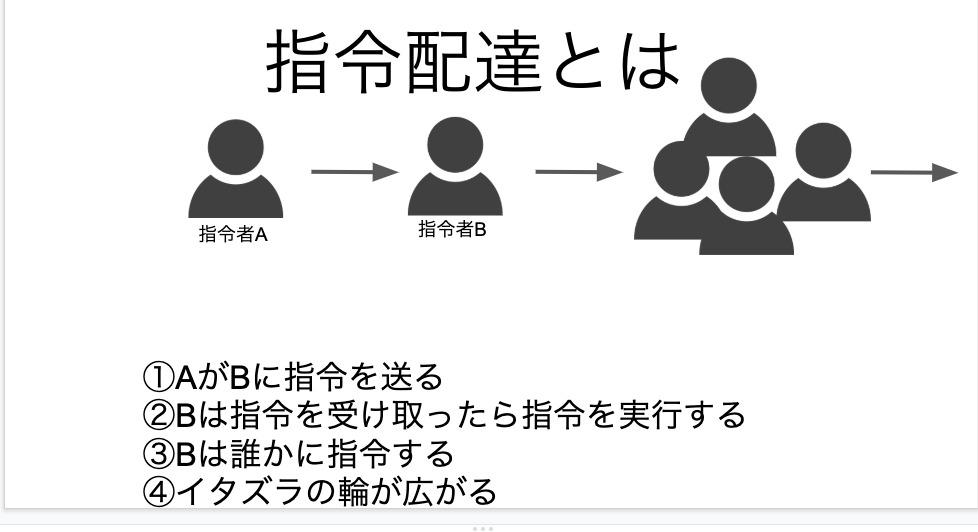 指令配達とは
指令者A
指令者B
①AがBに指令を送る
②Bは指令を受け取ったら指令を実行する
③Bは誰かに指令する
④イタズラの輪が広がる